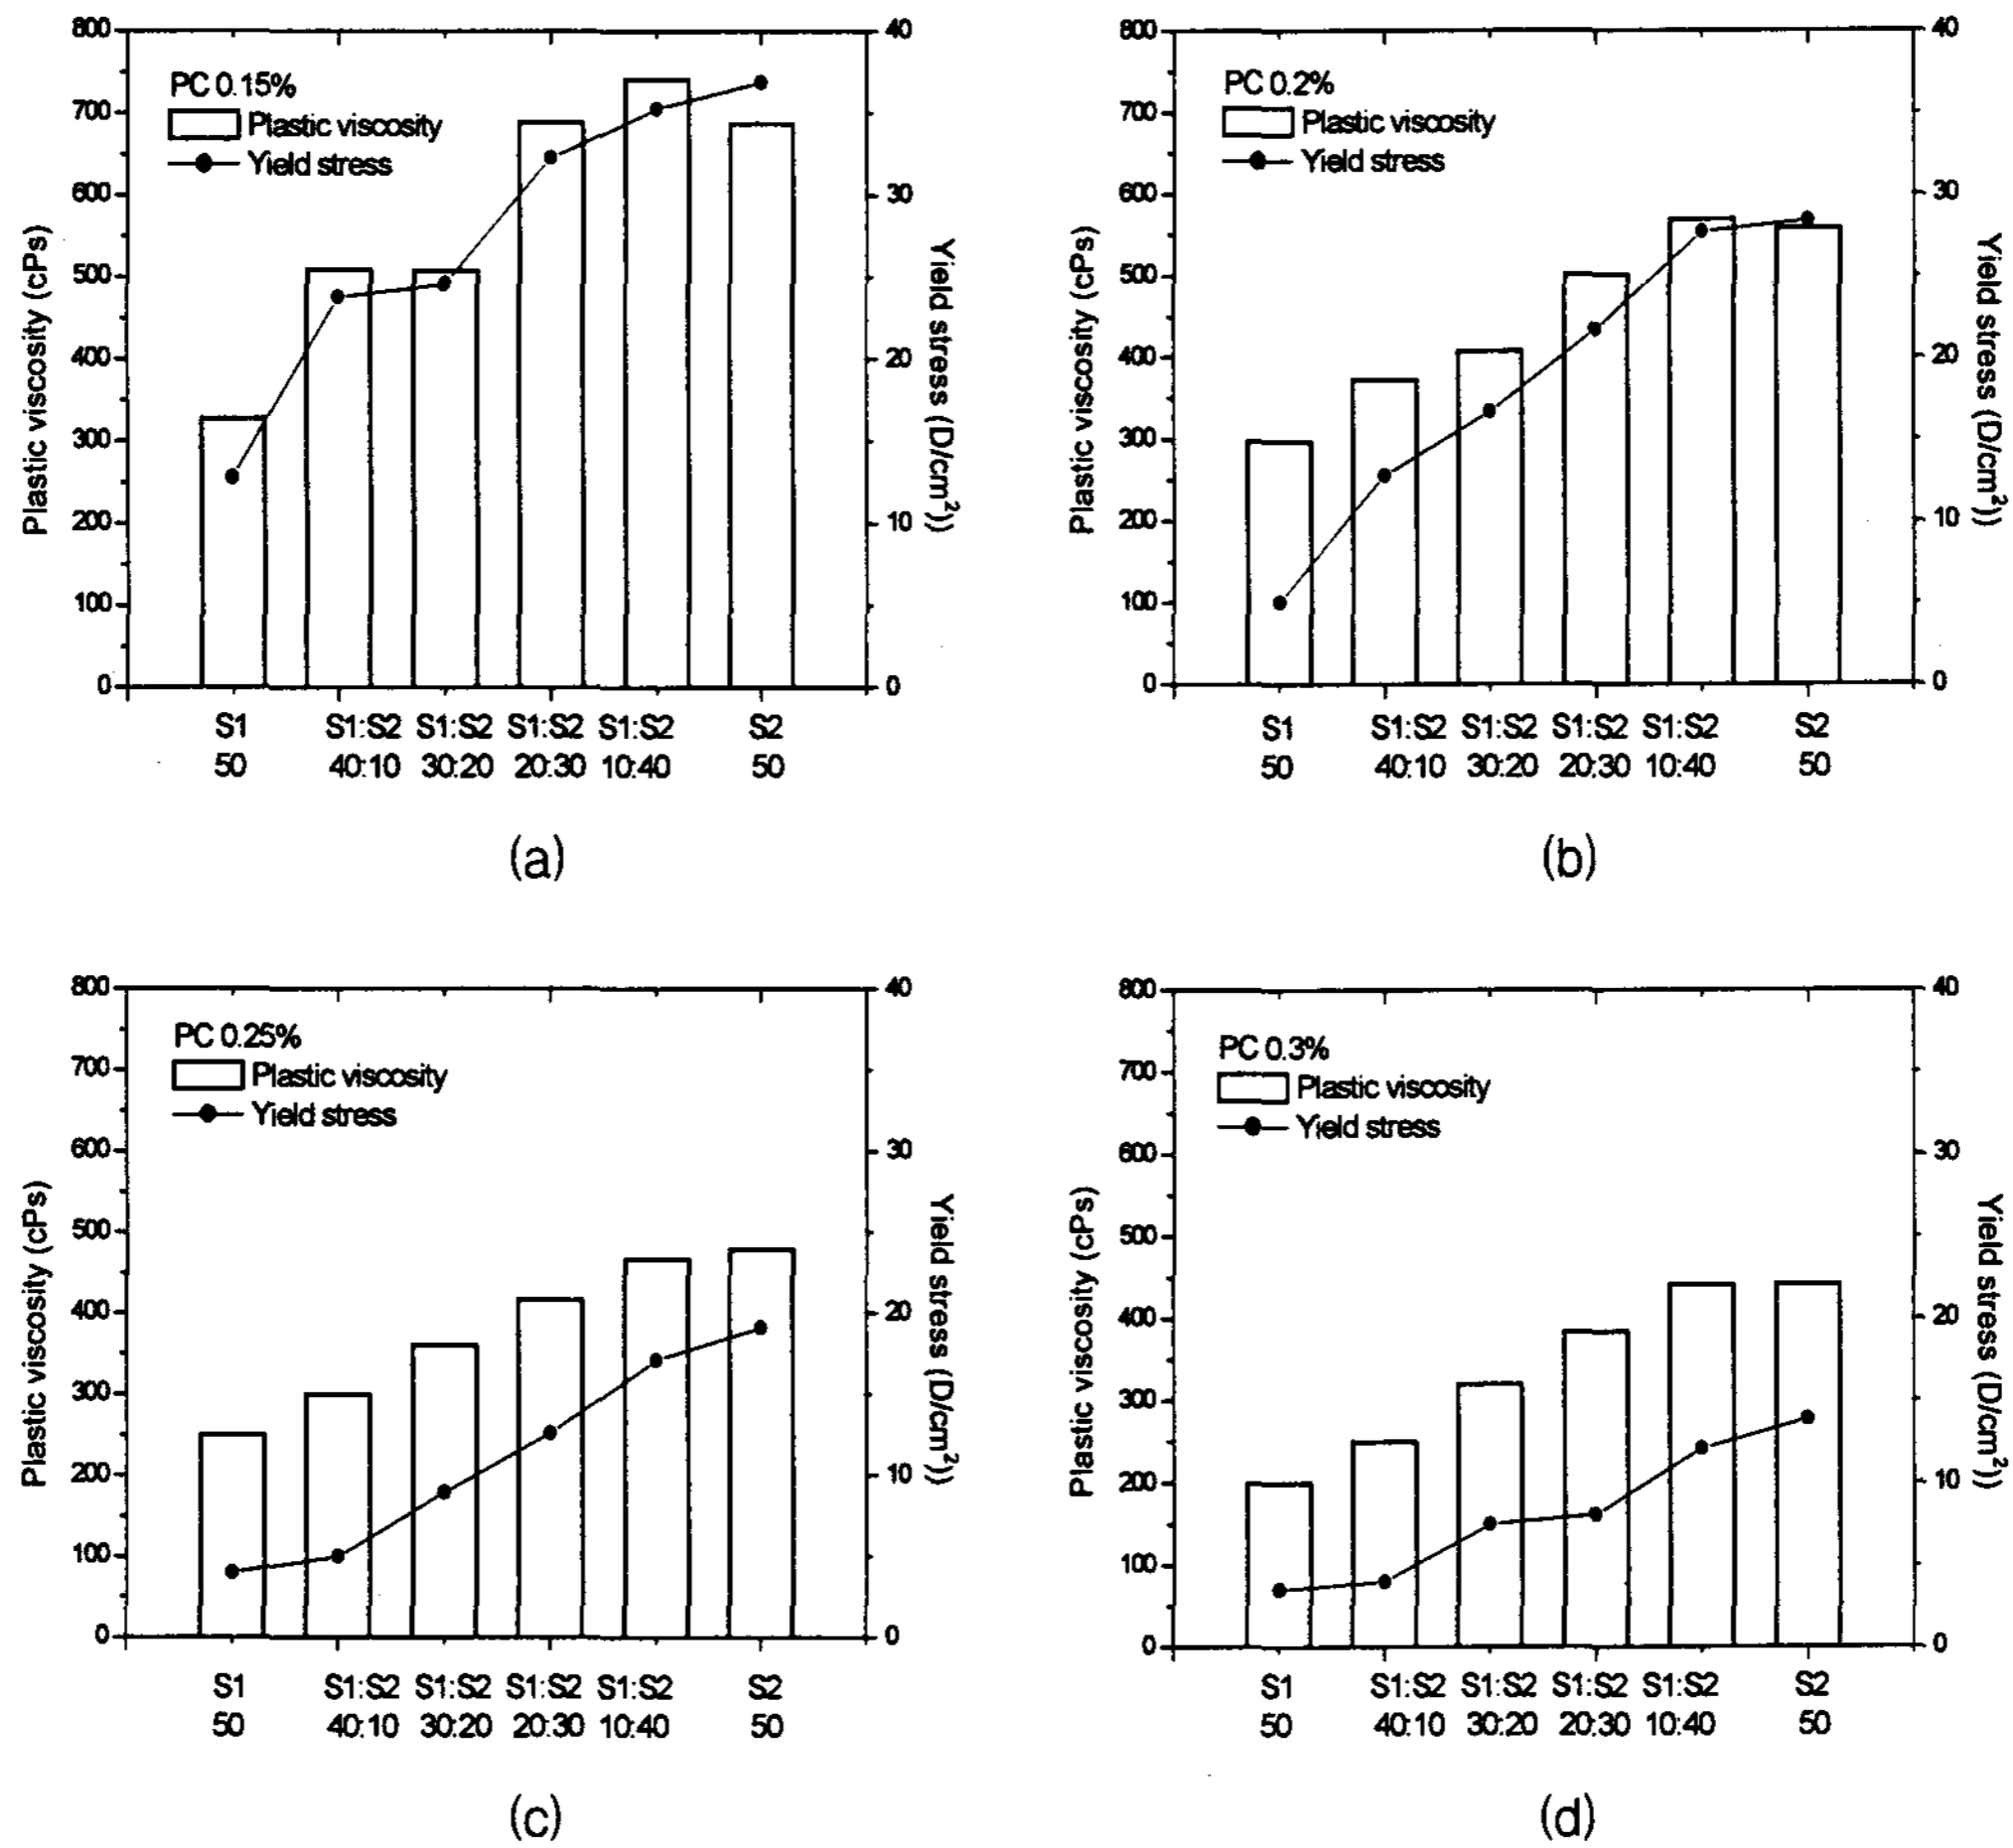 PC 0.15%
Plastic viscosity
Yield stress
Plastic viscosity (cPs)
800
700
600
500
400
300
200
100
0
Yield stress (D/cm²))
40
30
20
10
0
S1 S1:S2 S1:S2 S1:S2 S1:S2 S2
50 40:10 30:20 20:30 10:40 50
(a)
PC 0.2%
Plastic viscosity
Yield stress
Plastic viscosity (cPs)
800
700
600
500
400
300
200
100
0
Yield stress (D/cm²))
40
30
20
10
0
S1 S1:S2 S1:S2 S1:S2 S1:S2 S2
50 40:10 30:20 20:30 10:40 50
(b)
PC 0.25%
Plastic viscosity
Yield stress
Plastic viscosity (cPs)
800
700
600
500
400
300
200
100
0
Yield stress (D/cm²))
40
30
20
10
0
S1 S1:S2 S1:S2 S1:S2 S1:S2 S2
50 40:10 30:20 20:30 10:40 50
(c)
PC 0.3%
Plastic viscosity
Yield stress
Plastic viscosity (cPs)
800
700
600
500
400
300
200
100
0
Yield stress (D/cm²))
40
30
20
10
0
S1 S1:S2 S1:S2 S1:S2 S1:S2 S2
50 40:10 30:20 20:30 10:40 50
(d)